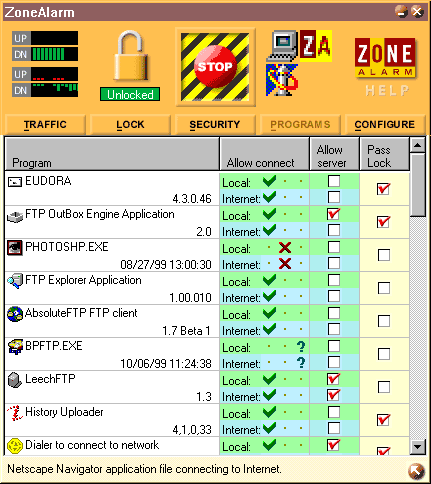 ZoneAlarm
UP
DN
UP
DN
Unlocked
STOP
ZA
ZONE
ALARM
HELP
TRAFFIC LOCK SECURITY PROGRAMS CONFIGURE
Program Allow connect Allow server Pass Lock
EUDORA Local:
4.3.0.46 Internet:
FTP OutBox Engine Application Local:
2.0 Internet:
PHOTOSHP.EXE Local:
08/27/99 13:00:30 Internet:
FTP Explorer Application Local:
1.00.010 Internet:
AbsoluteFTP FTP client Local:
1.7 Beta 1 Internet:
BPFTP.EXE Local: ?
10/06/99 11:24:38 Internet: ?
LeechFTP Local:
1.3 Internet:
History Uploader Local:
4,1,0,33 Internet:
Dialer to connect to network Local:
Netscape Navigator application file connecting to Internet.